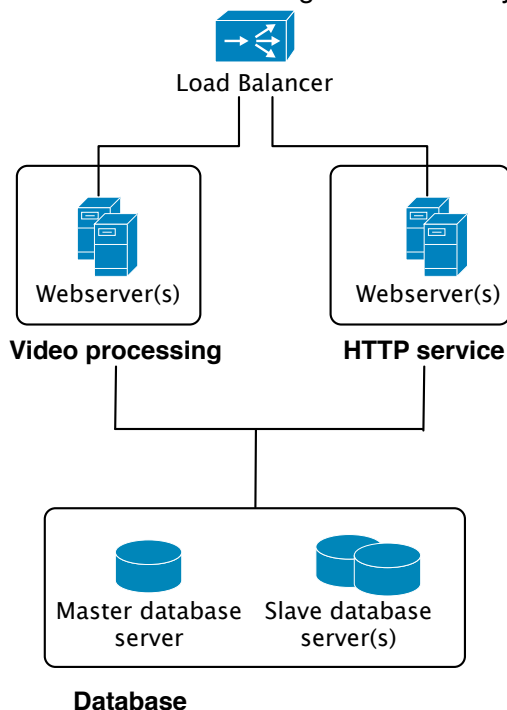 Load Balancer
Webserver(s)
Webserver(s)
Video processing
HTTP service
Master database
server
Slave database
server(s)
Database